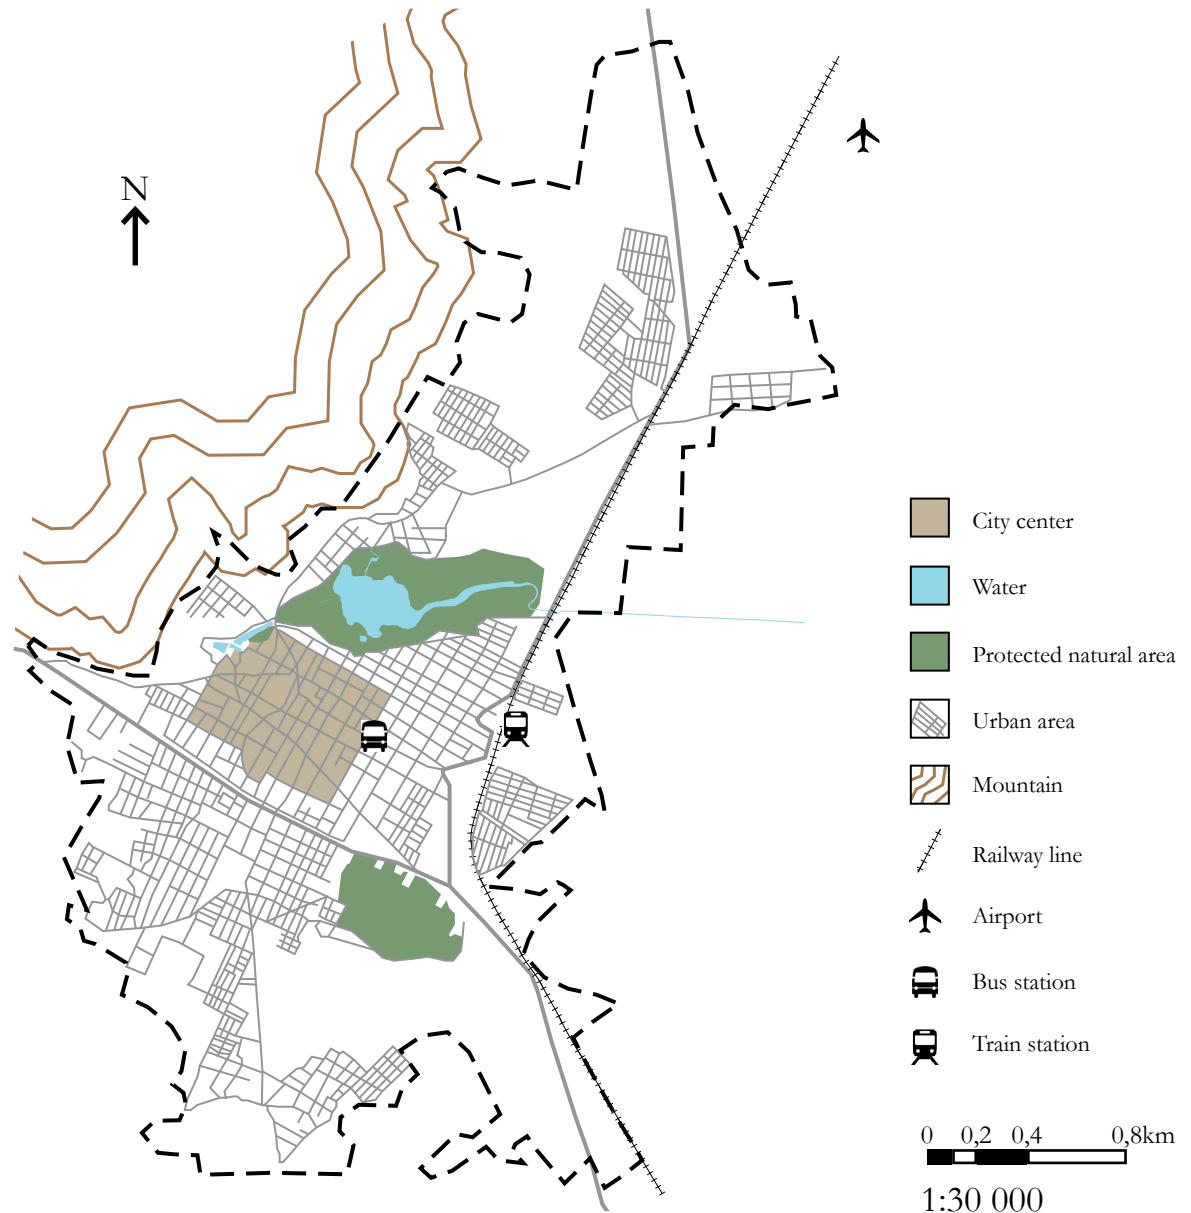 N
City center
Water
Protected natural area
Urban area
Mountain
Railway line
Airport
Bus station
Train station
0 0,2 0,4 0,8km
1:30 000